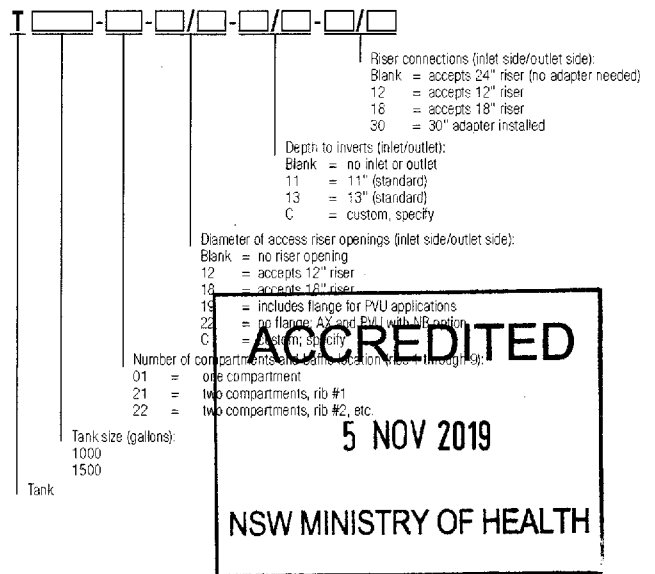 T - - / - / - /
Riser connections (inlet side/outlet side):
Blank = accepts 24" riser (no adapter needed)
12 = accepts 12" riser
18 = accepts 18" riser
30 = 30" adapter installed
Depth to inverts (inlet/outlet):
Blank = no inlet or outlet
11 = 11" (standard)
13 = 13" (standard)
C = custom, specify
Diameter of access riser openings (inlet side/outlet side):
Blank = no riser opening
12 = accepts 12" riser
18 = accepts 18" riser
19 = includes flange for PVU applications
22 = no flange; AX and PVU with NB option
C = custom; specify
Number of compartments and baffle location (ribs 1 through 9):
01 = one compartment
21 = two compartments, rib #1
22 = two compartments, rib #2, etc.
Tank size (gallons):
1000
1500
Tank
ACCREDITED
5 NOV 2019
NSW MINISTRY OF HEALTH